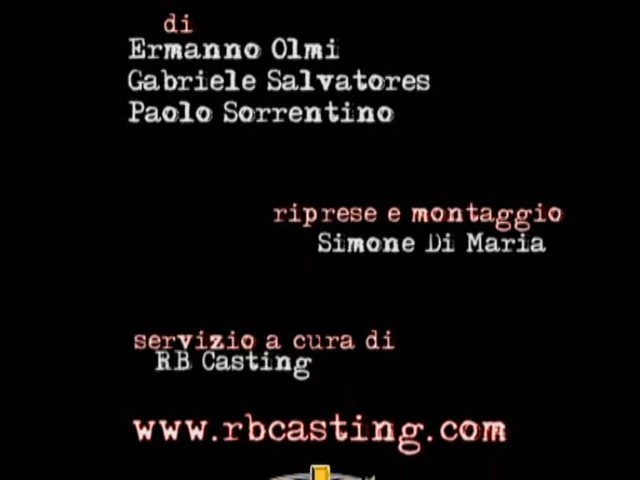 di
Ermanno Olmi
Gabriele Salvatores
Paolo Sorrentino
riprese e montaggio
Simone Di Maria
servizio a cura di
RB Casting
www.rbcasting.com